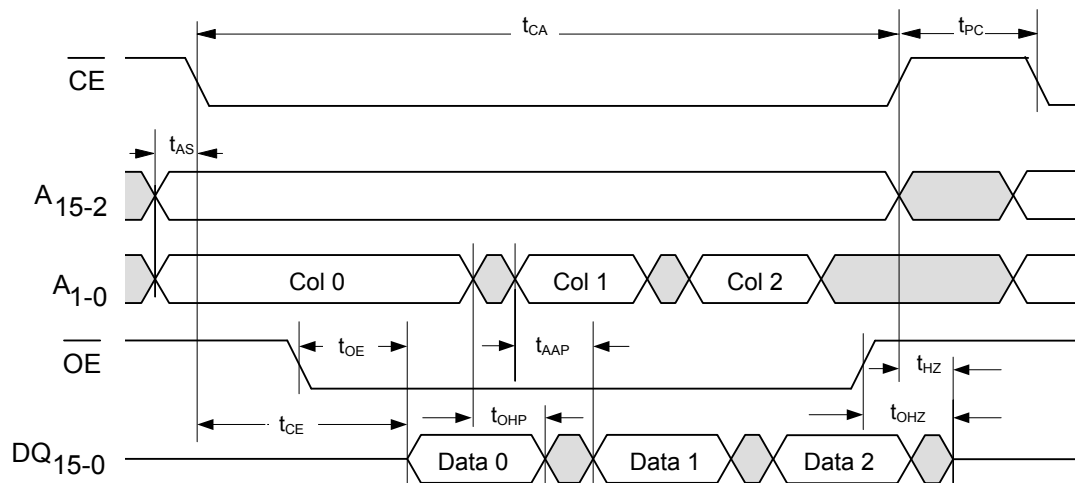 tCA
tPC
CE
tAS
A15-2
A1-0
Col 0
Col 1
Col 2
OE
tOE
tAAP
tHZ
tCE
tOHP
tOHZ
DQ15-0
Data 0
Data 1
Data 2